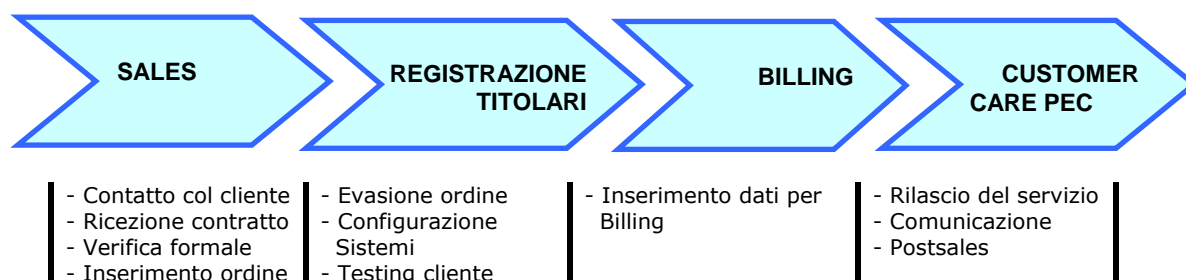 SALES
REGISTRAZIONE
TITOLARI
BILLING
CUSTOMER
CARE PEC
- Contatto col cliente
- Ricezione contratto
- Verifica formale
- Inserimento ordine
- Evasione ordine
- Configurazione
Sistemi
- Testing cliente
- Inserimento dati per
Billing
- Rilascio del servizio
- Comunicazione
- Postsales